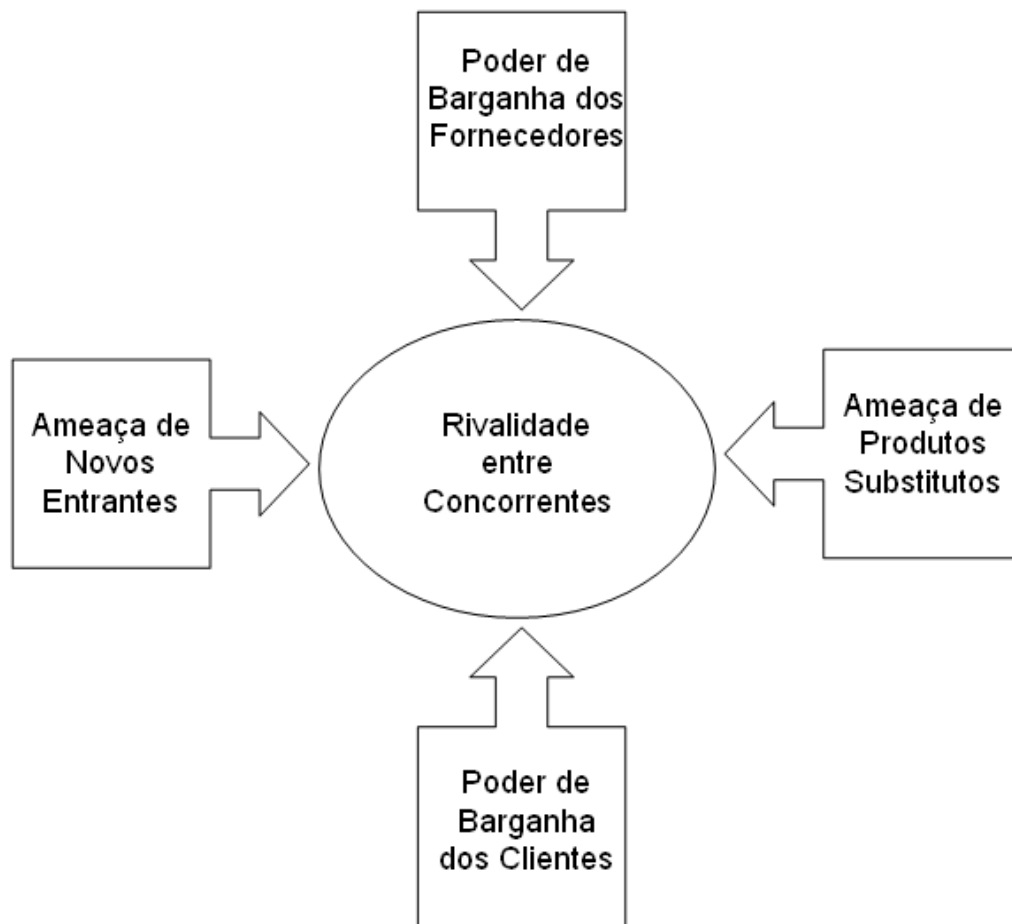 Poder de
Barganha dos
Fornecedores
Ameaça de
Novos
Entrantes
Rivalidade
entre
Concorrentes
Ameaça de
Produtos
Substitutos
Poder de
Barganha
dos Clientes